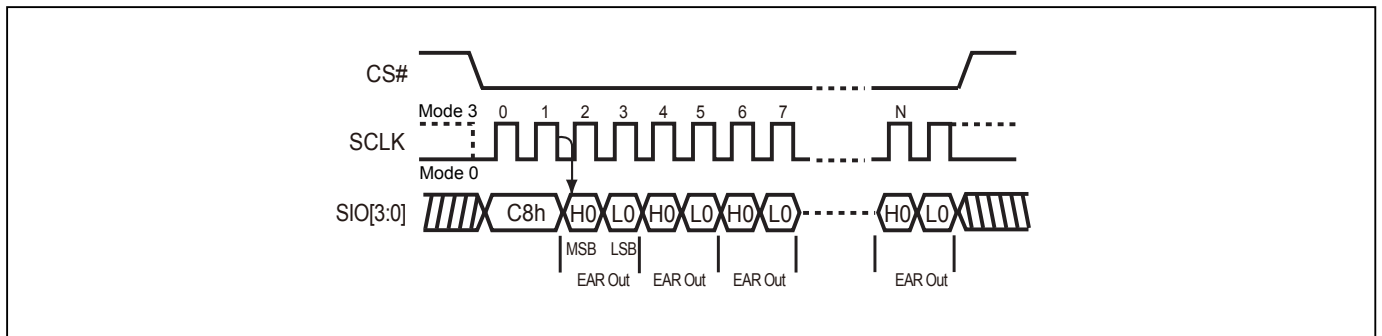 CS#
Mode 3 0 1 2 3 4 5 6 7 N
SCLK
Mode 0
SIO[3:0] C8h H0 L0 H0 L0 H0 L0 H0 L0
MSB LSB
EAR Out EAR Out EAR Out EAR Out